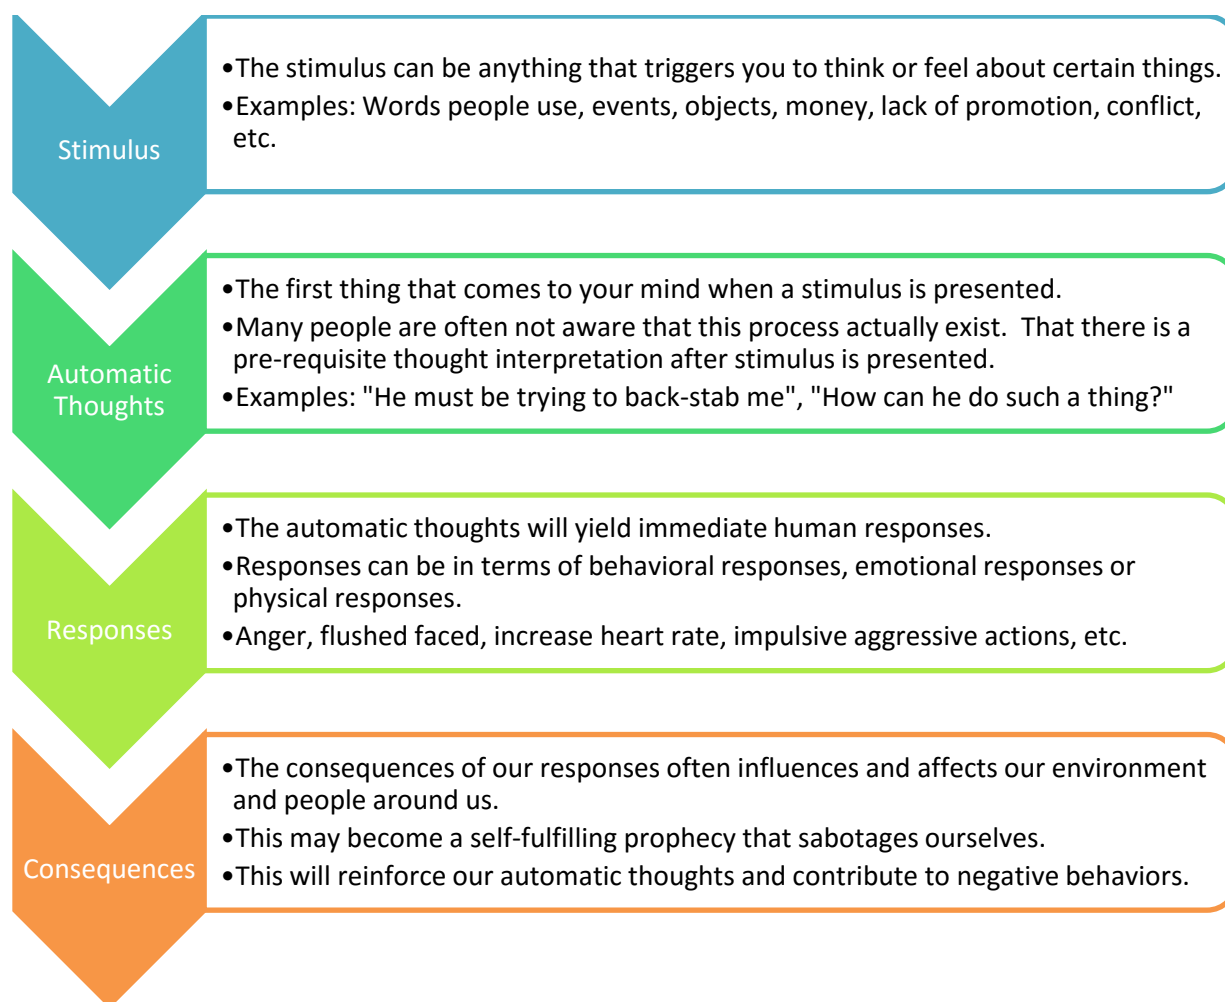 Stimulus
•The stimulus can be anything that triggers you to think or feel about certain things.
•Examples: Words people use, events, objects, money, lack of promotion, conflict,
etc.
Automatic
Thoughts
•The first thing that comes to your mind when a stimulus is presented.
•Many people are often not aware that this process actually exist.  That there is a
pre-requisite thought interpretation after stimulus is presented.
•Examples: "He must be trying to back-stab me", "How can he do such a thing?"
Responses
•The automatic thoughts will yield immediate human responses.
•Responses can be in terms of behavioral responses, emotional responses or
physical responses.
•Anger, flushed faced, increase heart rate, impulsive aggressive actions, etc.
Consequences
•The consequences of our responses often influences and affects our environment
and people around us.
•This may become a self-fulfilling prophecy that sabotages ourselves.
•This will reinforce our automatic thoughts and contribute to negative behaviors.